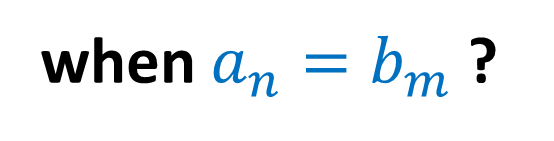 when aₙ = bₘ ?